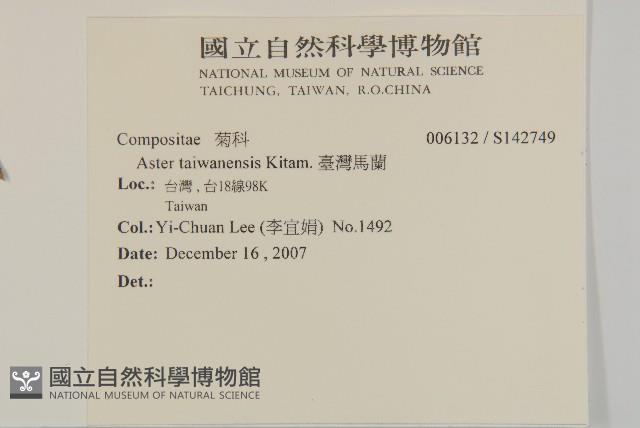 國立自然科學博物館
NATIONAL MUSEUM OF NATURAL SCIENCE
TAICHUNG, TAIWAN, R.O.CHINA
Compositae 菊科 006132 / S142749
Aster taiwanensis Kitam. 臺灣馬蘭
Loc.: 台灣 , 台18線98K
Taiwan
Col.: Yi-Chuan Lee (李宜娟) No.1492
Date: December 16 , 2007
Det.:
國立自然科學博物館
NATIONAL MUSEUM OF NATURAL SCIENCE